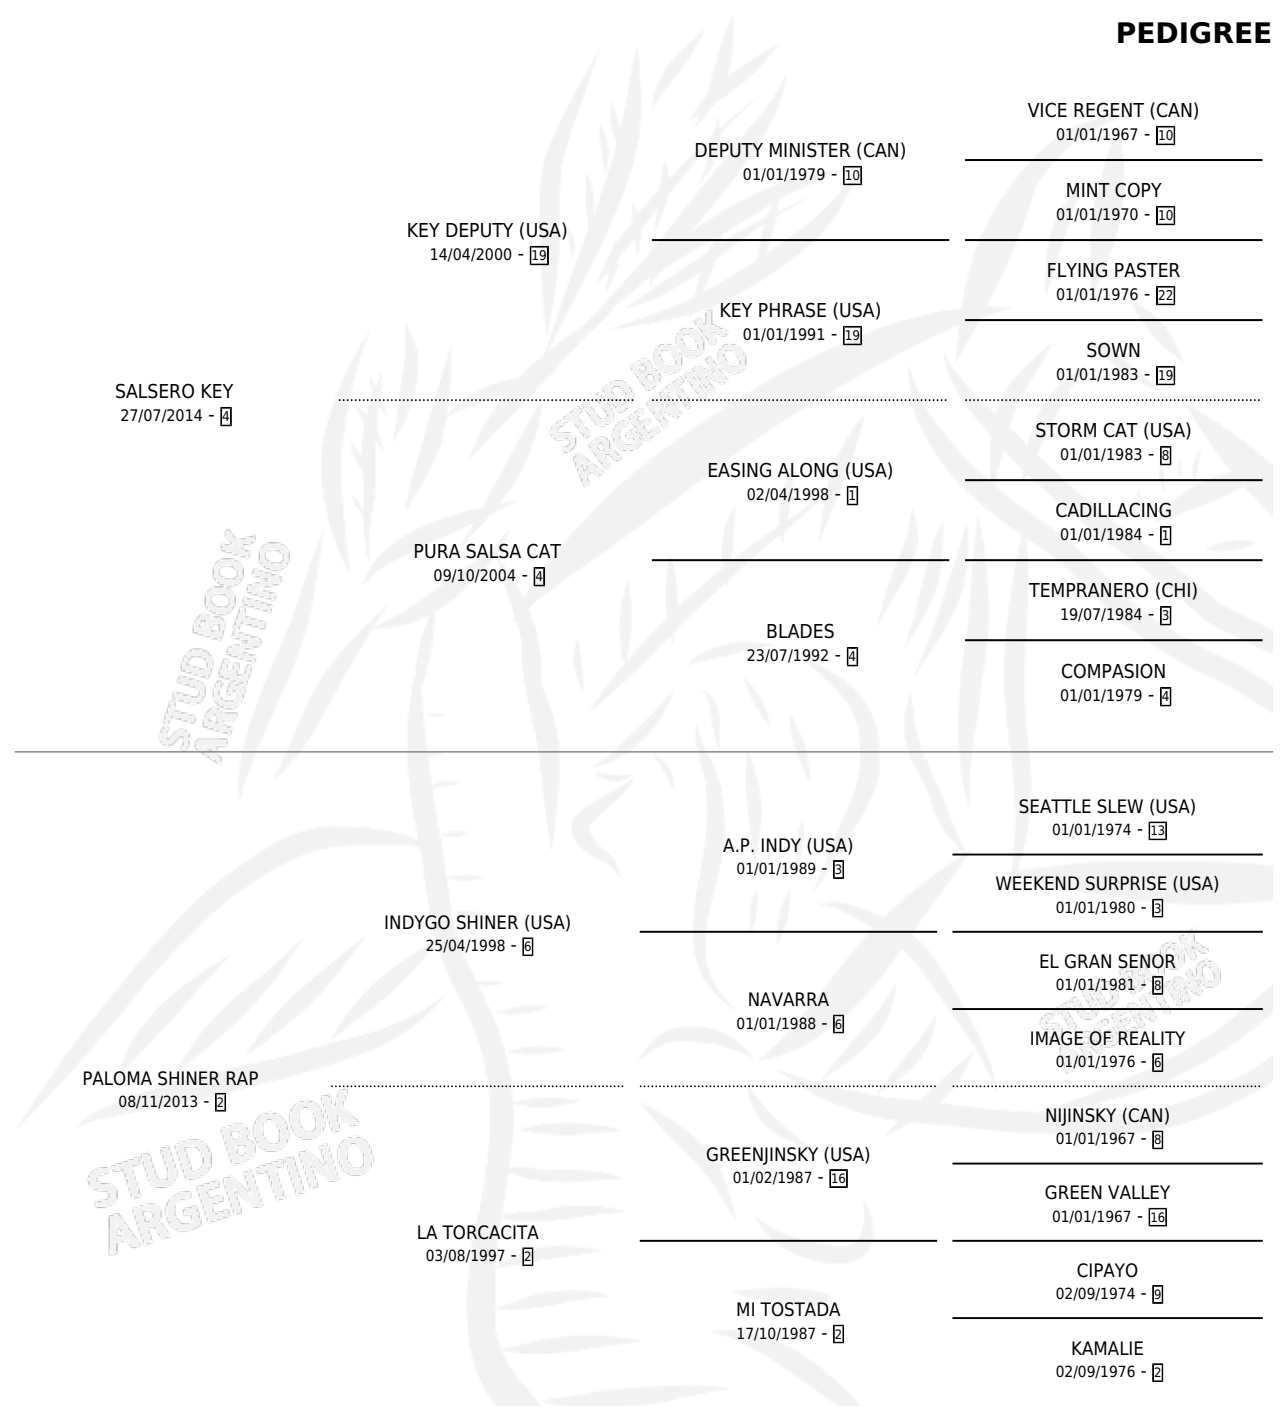 PEDIGREE
VICE REGENT (CAN)
01/01/1967 - 10
DEPUTY MINISTER (CAN)
01/01/1979 - 10
MINT COPY
01/01/1970 - 10
KEY DEPUTY (USA)
14/04/2000 - 19
FLYING PASTER
01/01/1976 - 22
KEY PHRASE (USA)
01/01/1991 - 19
SOWN
01/01/1983 - 19
SALSERO KEY
27/07/2014 - 4
STORM CAT (USA)
01/01/1983 - 8
EASING ALONG (USA)
02/04/1998 - 1
CADILLACING
01/01/1984 - 1
PURA SALSA CAT
09/10/2004 - 4
TEMPRANERO (CHI)
19/07/1984 - 3
BLADES
23/07/1992 - 4
COMPASION
01/01/1979 - 4
SEATTLE SLEW (USA)
01/01/1974 - 13
A.P. INDY (USA)
01/01/1989 - 3
WEEKEND SURPRISE (USA)
01/01/1980 - 3
INDYGO SHINER (USA)
25/04/1998 - 6
EL GRAN SENOR
01/01/1981 - 8
NAVARRA
01/01/1988 - 6
IMAGE OF REALITY
01/01/1976 - 6
PALOMA SHINER RAP
08/11/2013 - 2
NIJINSKY (CAN)
01/01/1967 - 8
GREENJINSKY (USA)
01/02/1987 - 16
GREEN VALLEY
01/01/1967 - 16
LA TORCACITA
03/08/1997 - 2
CIPAYO
02/09/1974 - 9
MI TOSTADA
17/10/1987 - 2
KAMALIE
02/09/1976 - 2
STUD BOOK
ARGENTINO
STUD BOOK
ARGENTINO
STUD BOOK
ARGENTINO
STUD BOOK
ARGENTINO